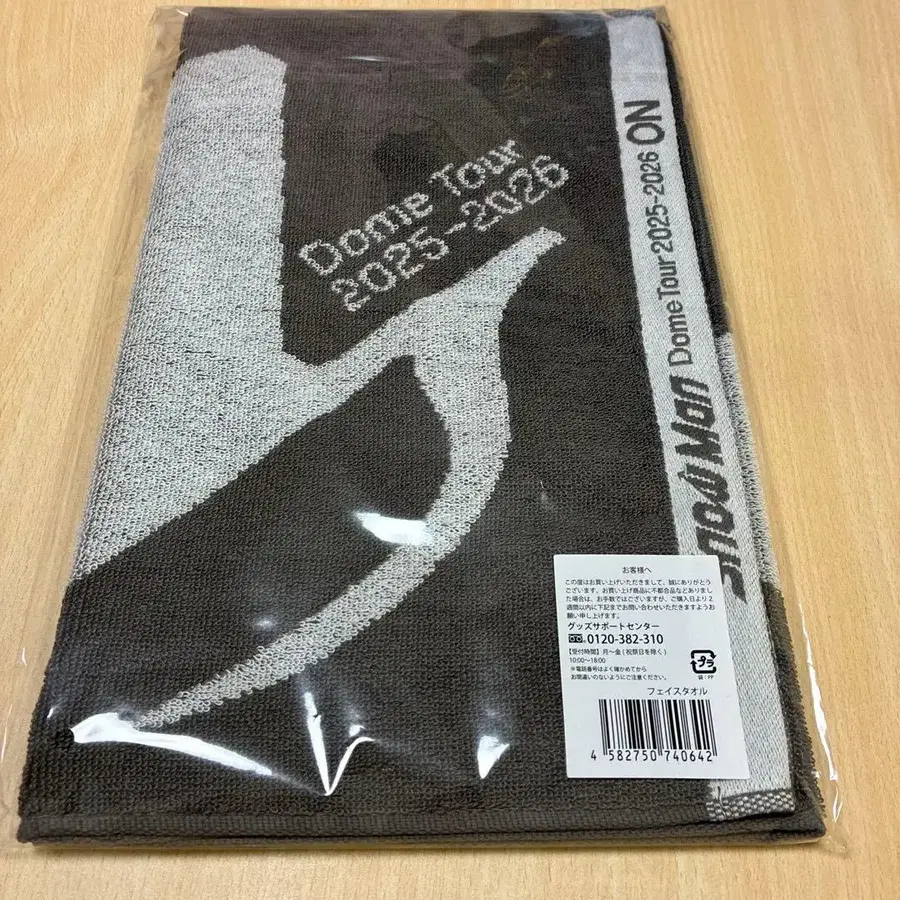 Dome Tour
2025-2026
Snow Man Dome Tour 2025-2026 ON
お客様へ
この度はお買い上げいただきまして、誠にありがとう
ございます。お買い上げ商品に不都合品などありまし
た場合は、お手数ではございますが、ご購入日より2
週間以内に下記までお問い合わせいただきますようお
願い申し上げます。
グッズサポートセンター
0120-382-310
【受付時間】月～金(祝祭日を除く)
10:00～18:00
※電話番号はよく確かめてから
お間違いのないようにご注意ください。
プラ
袋:PP
フェイスタオル
4 582750 740642